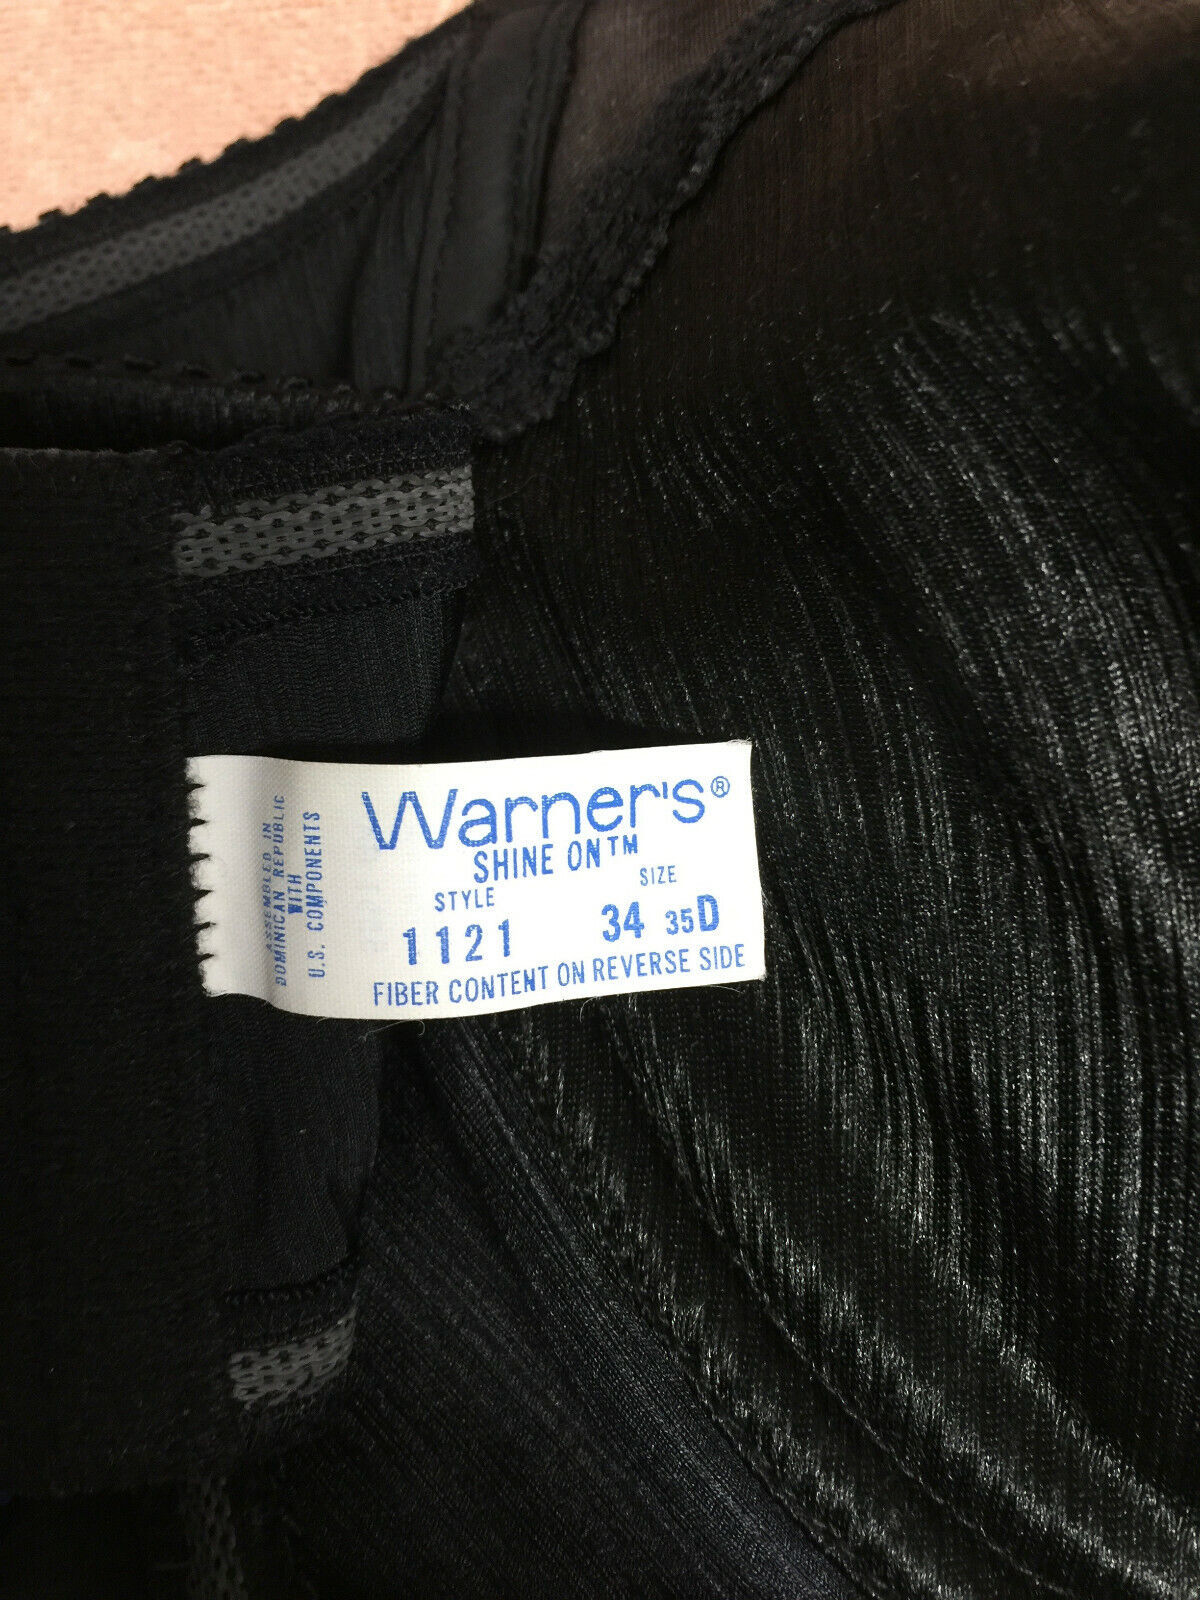 Warner's®
SHINE ON™
STYLE SIZE
1121 34 35D
FIBER CONTENT ON REVERSE SIDE
ASSEMBLED IN
DOMINICAN REPUBLIC
WITH
U.S. COMPONENTS